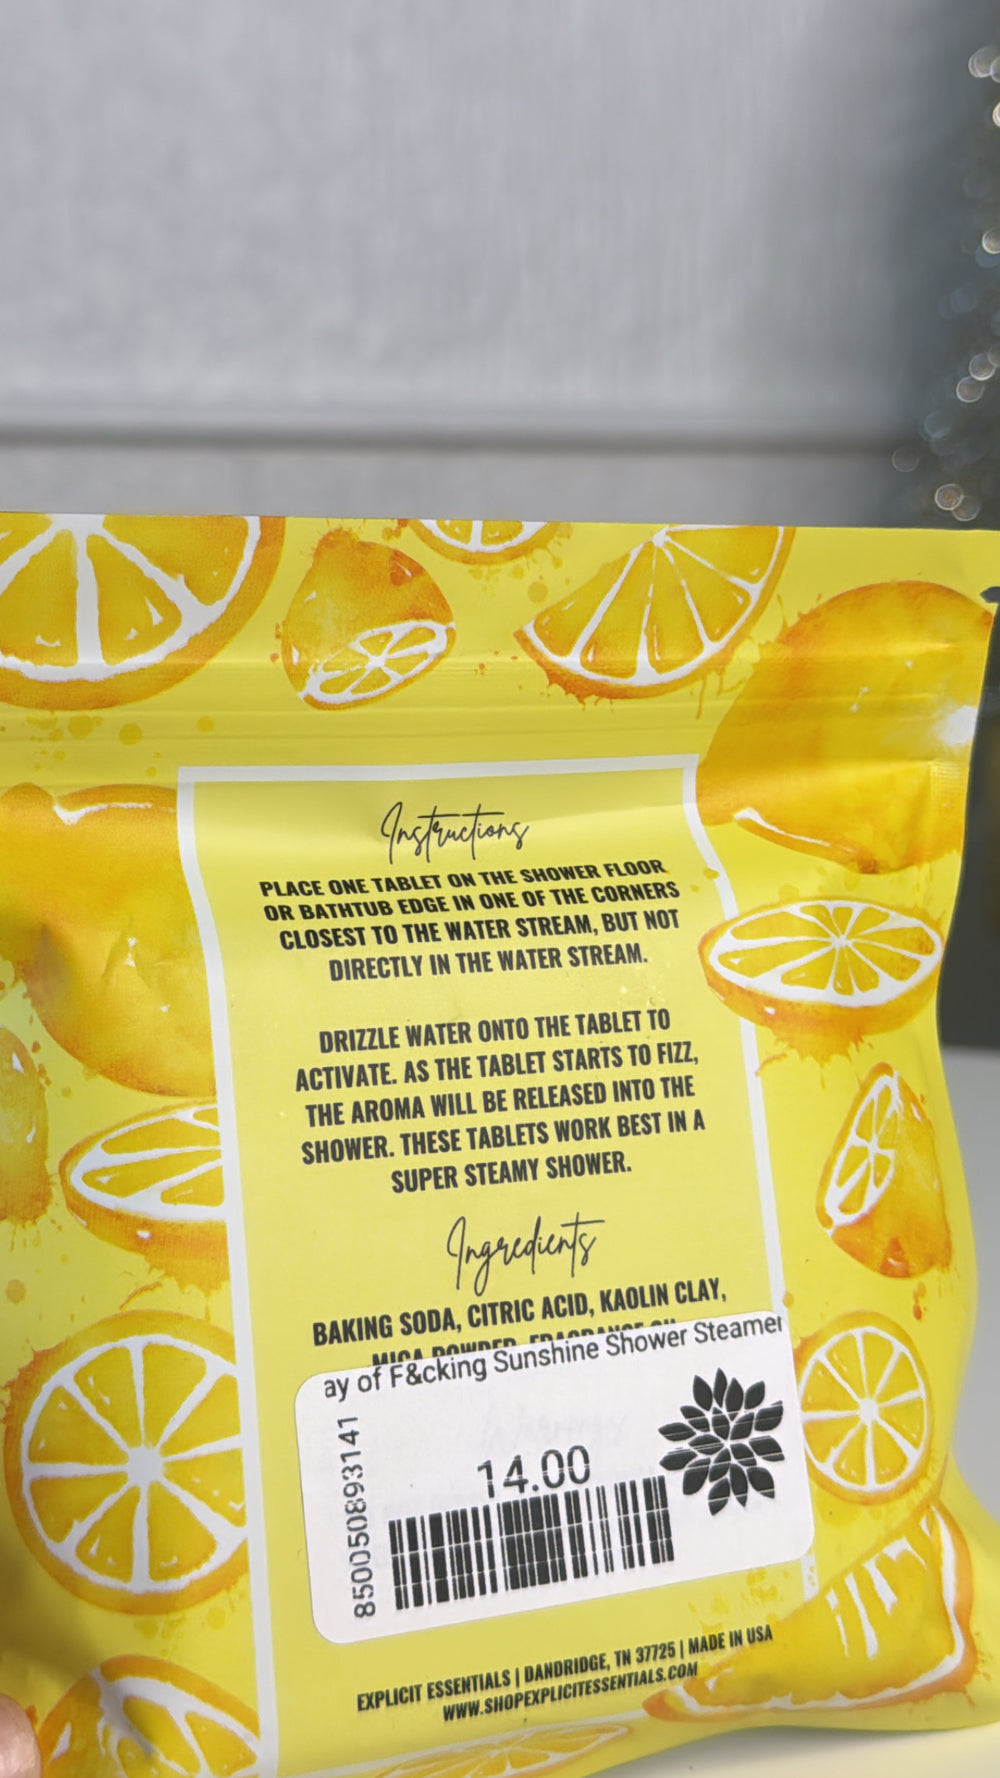 Instructions
PLACE ONE TABLET ON THE SHOWER FLOOR
OR BATHTUB EDGE IN ONE OF THE CORNERS
CLOSEST TO THE WATER STREAM, BUT NOT
DIRECTLY IN THE WATER STREAM.
DRIZZLE WATER ONTO THE TABLET TO
ACTIVATE. AS THE TABLET STARTS TO FIZZ,
THE AROMA WILL BE RELEASED INTO THE
SHOWER. THESE TABLETS WORK BEST IN A
SUPER STEAMY SHOWER.
Ingredients
BAKING SODA, CITRIC ACID, KAOLIN CLAY,
MICA POWDER, FRAGRANCE OIL
ay of F&cking Sunshine Shower Steamer
14.00
850050893141
EXPLICIT ESSENTIALS | DANDRIDGE, TN 37725 | MADE IN USA
WWW.SHOPEXPLICITESSENTIALS.COM